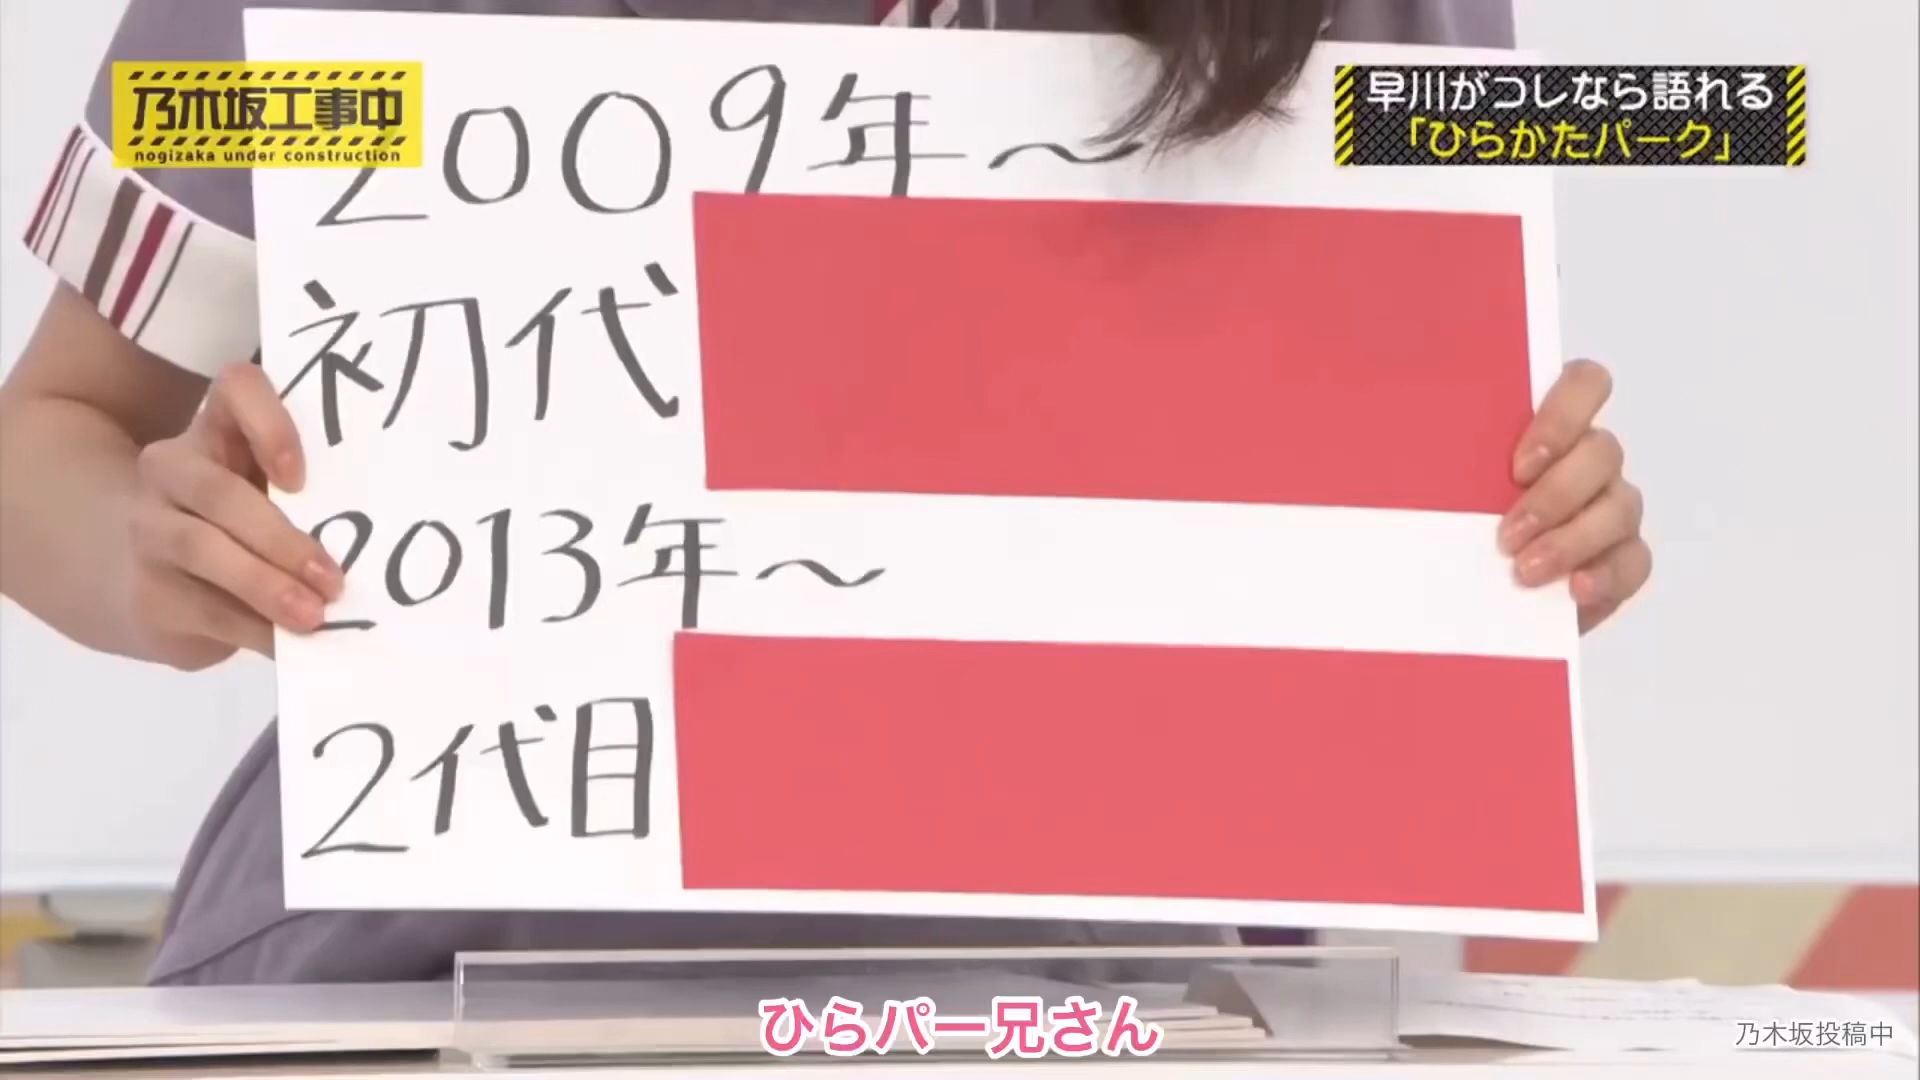 乃木坂工事中
nogizaka under construction
早川がコレなら語れる
「ひらかたパーク」
2009年～
初代
2013年～
2代目
ひらパー兄さん
乃木坂投稿中